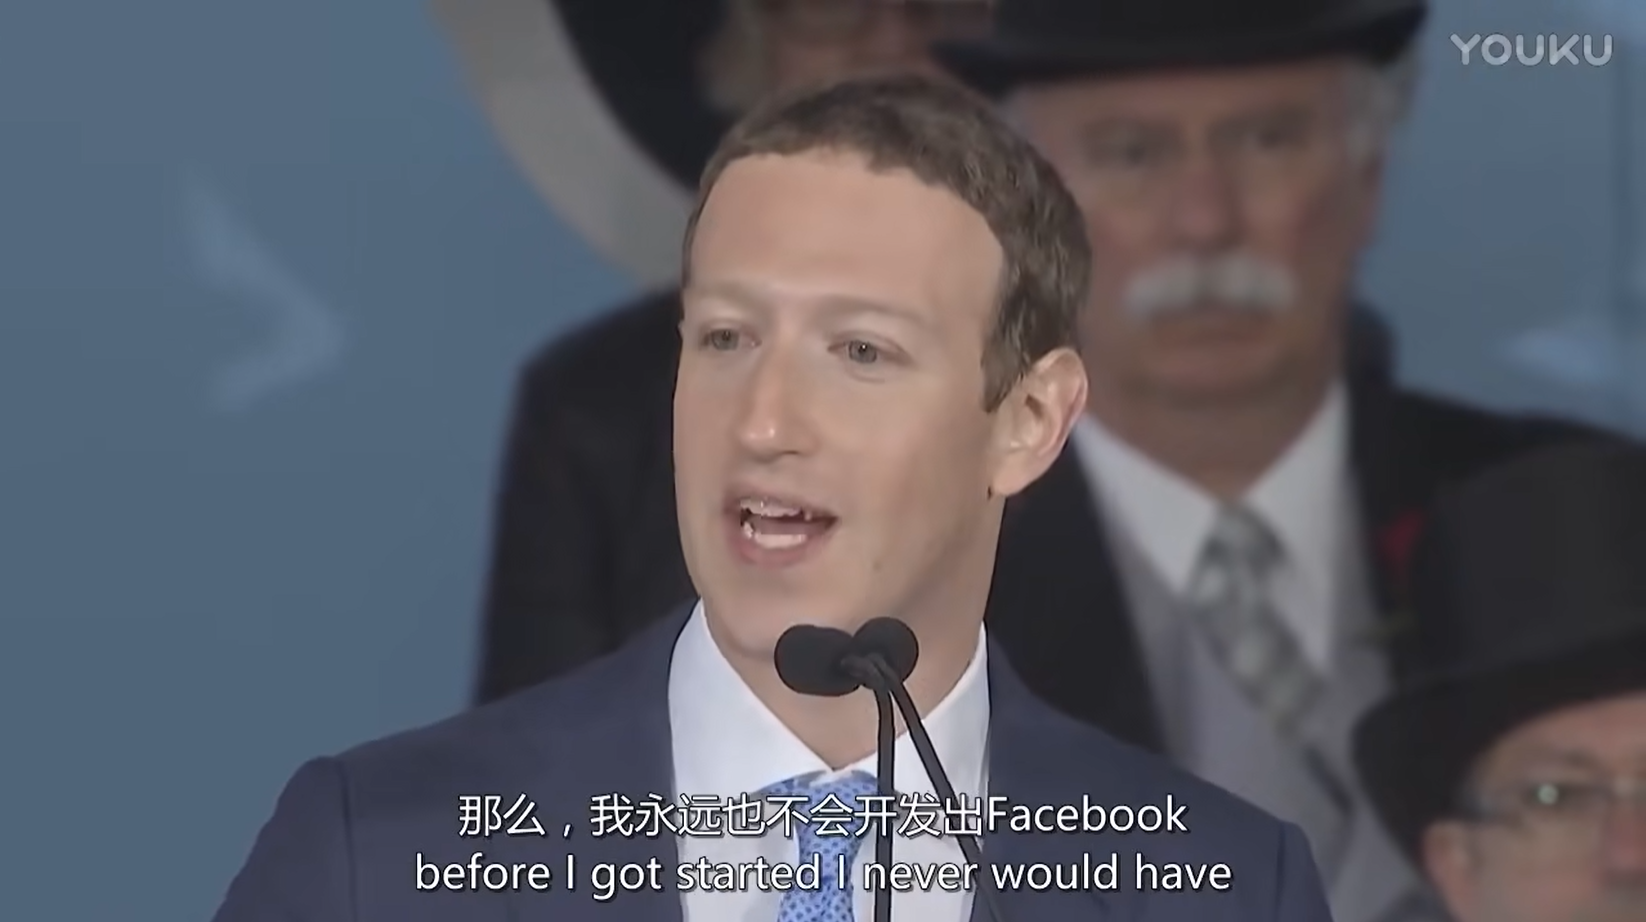 YOUKU
那么，我永远也不会开发出Facebook
before I got started I never would have